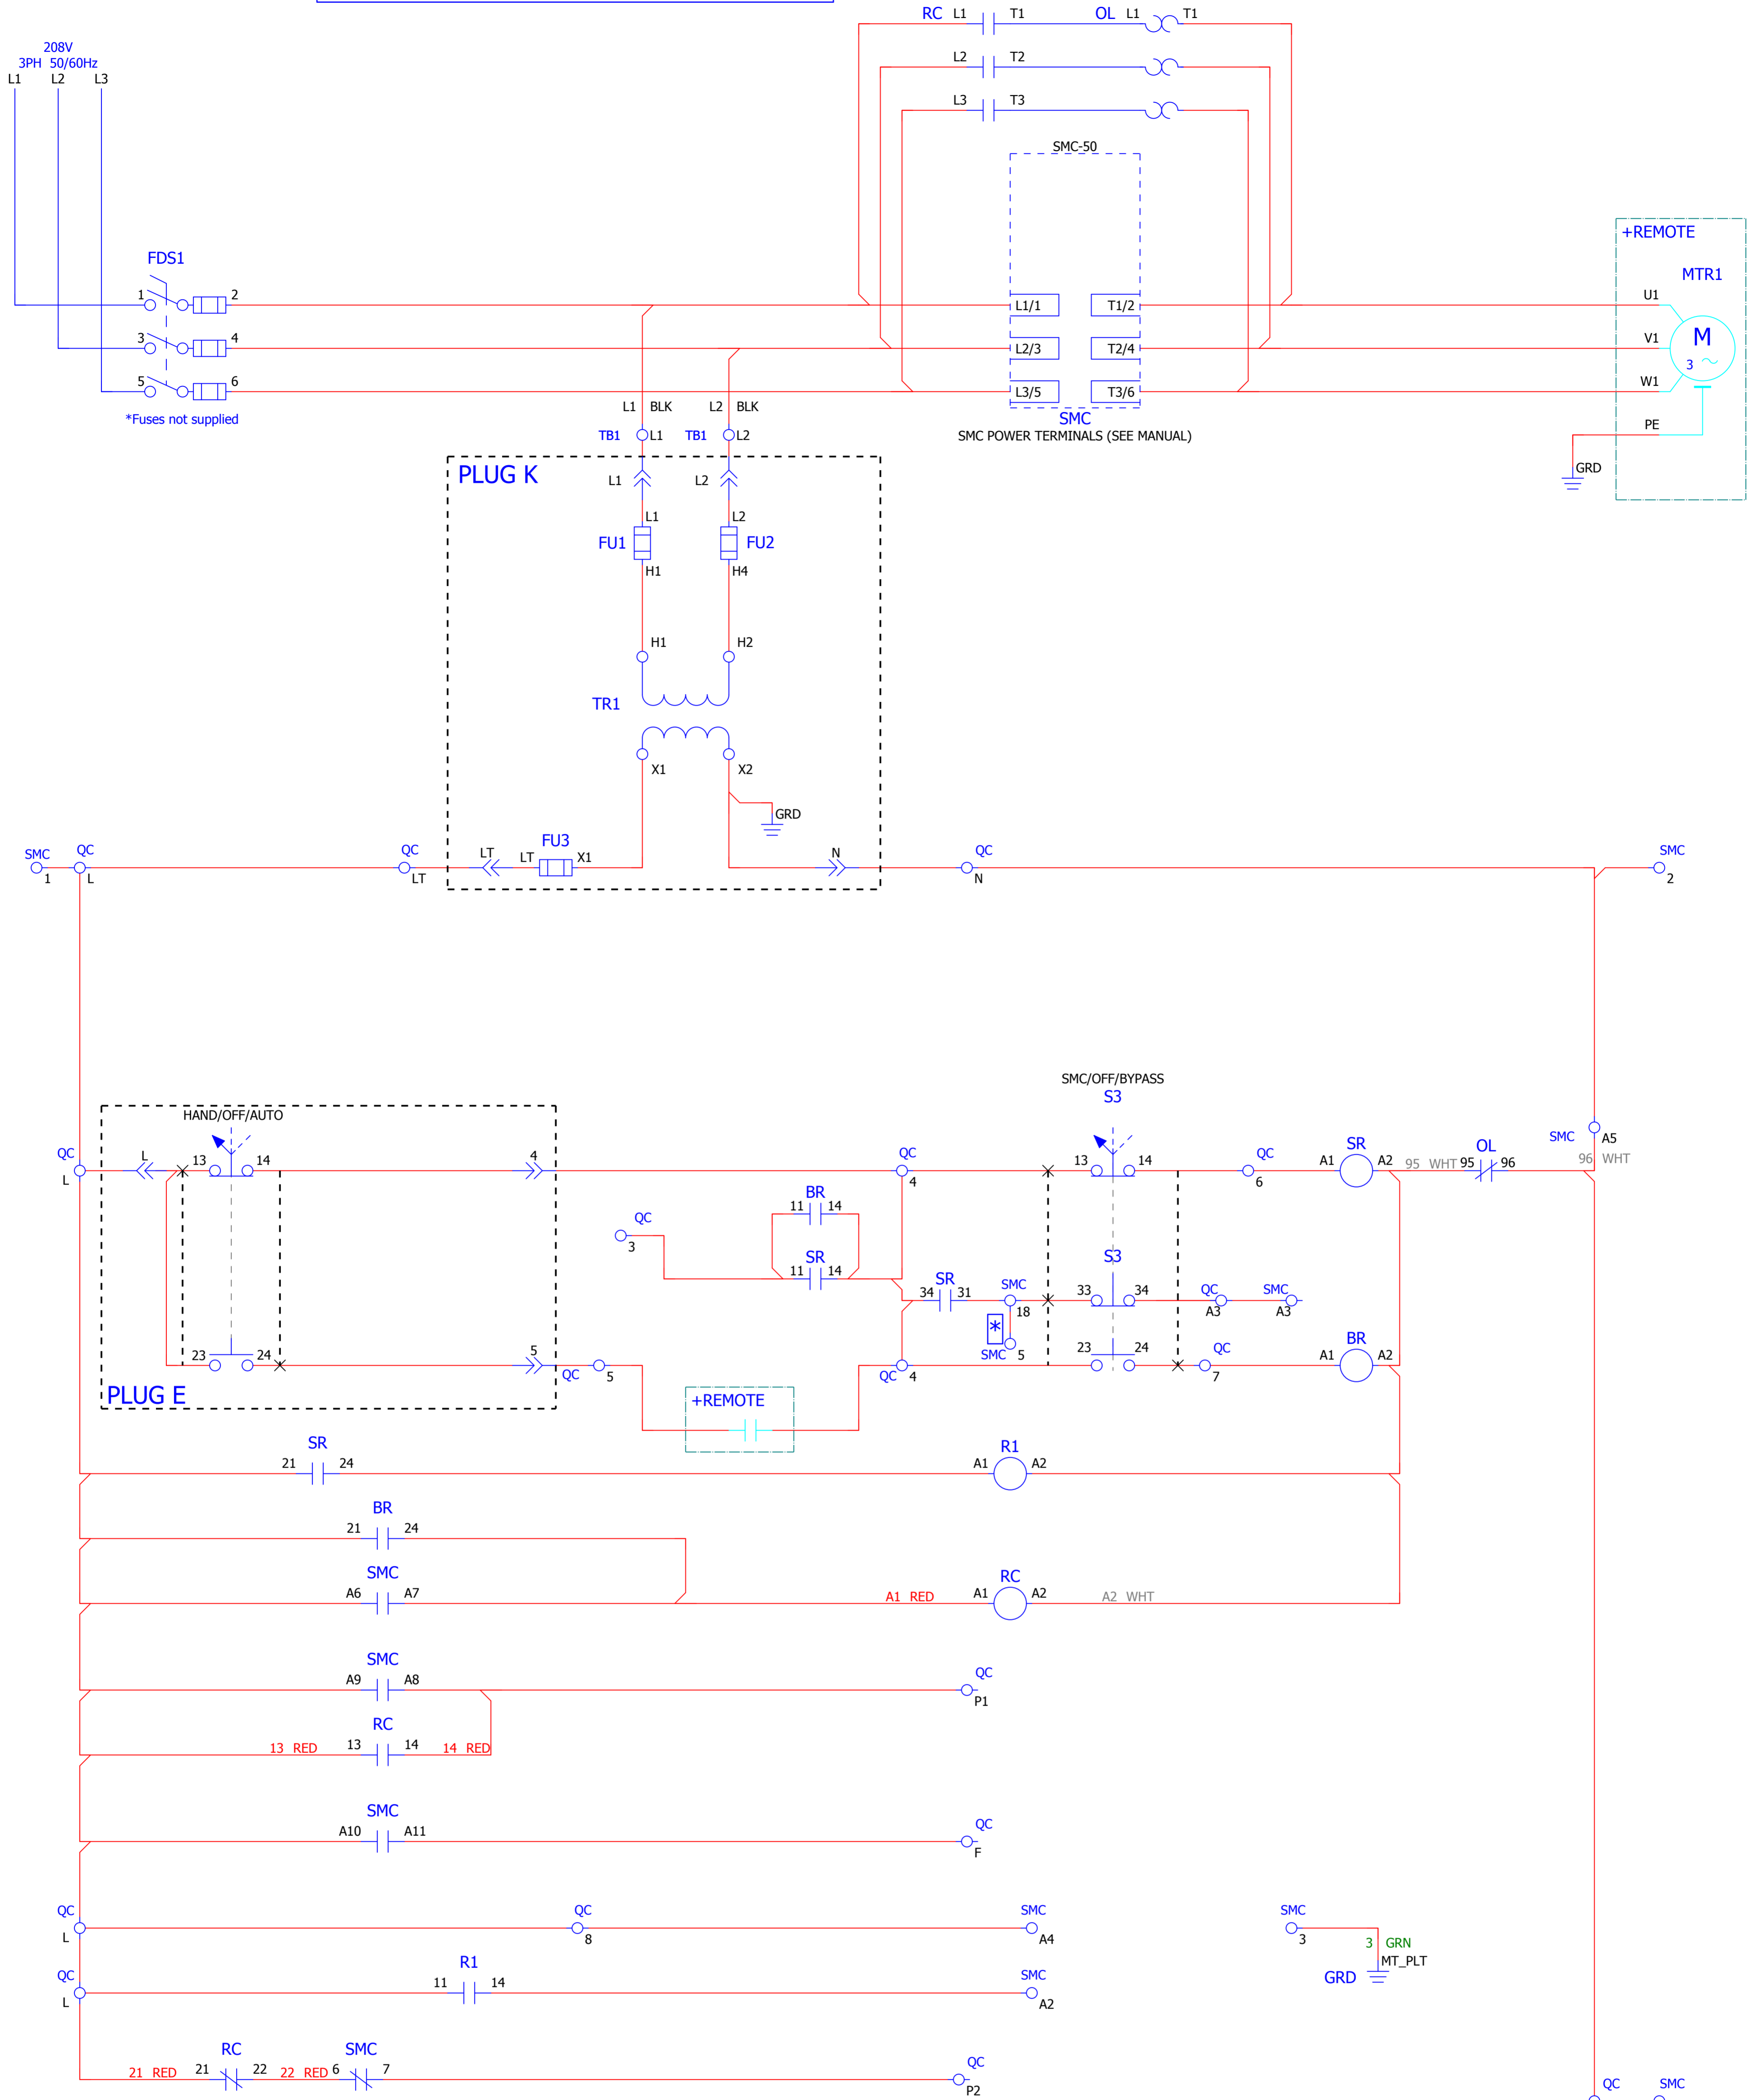 RC L1 T1 OL L1 T1
208V
3PH 50/60Hz
L1 L2 L3
L2 T2
L3 T3
SMC-50
+REMOTE
MTR1
FDS1
1 2 L1/1 T1/2 U1
3 4 L2/3 T2/4 V1
M
3
5 6 L3/5 T3/6 W1
*Fuses not supplied
L1 BLK L2 BLK
SMC
SMC POWER TERMINALS (SEE MANUAL)
PE
TB1 L1 TB1 L2
GRD
PLUG K
L1 L2
L1 L2
FU1 FU2
H1 H4
H1 H2
TR1
X1 X2
GRD
SMC QC QC FU3 QC SMC
1 L LT LT LT X1 N N 2
SMC/OFF/BYPASS
S3
HAND/OFF/AUTO
QC L 13 14 4 QC 13 14 QC SR OL SMC A5
L 4 6 A1 A2 95 WHT 95 96 96 WHT
BR
11 14
QC
3
SR
11 14
S3
SR SMC QC SMC
34 31 18 33 34 A3 A3
*
SMC 5
23 24 5 QC 5 QC 4 23 24 QC 7 BR A1 A2
PLUG E
+REMOTE
SR R1
21 24 A1 A2
BR
21 24
SMC RC
A6 A7 A1 RED A1 A2 A2 WHT
SMC QC
A9 A8 P1
RC
13 RED 13 14 14 RED
SMC QC
A10 A11 F
QC QC SMC SMC
L 8 A4 3
3 GRN
MT_PLT
GRD
QC R1 SMC
L 11 14 A2
RC SMC QC
21 RED 21 22 22 RED 6 7 P2
QC SMC